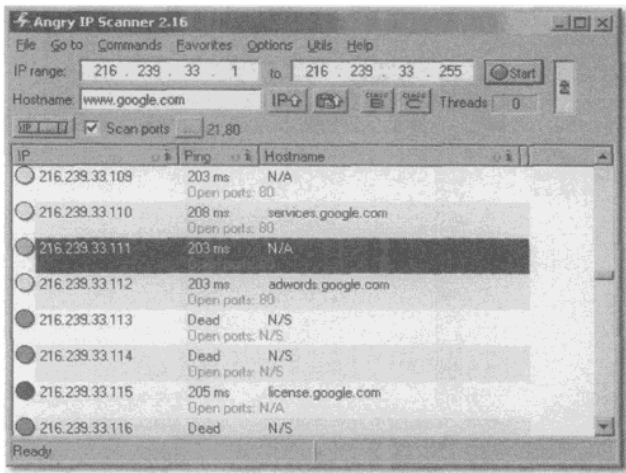 Angry IP Scanner 2.16
File Go to Commands Favorites Options Utils Help
IP range: 216 . 239 . 33 . 1 to 216 . 239 . 33 . 255 Start
Hostname: www.google.com IP Threads 0
Scan ports ... 21,80
IP Ping Hostname
216.239.33.109 203 ms N/A
Open ports: 80
216.239.33.110 208 ms services.google.com
Open ports: 80
216.239.33.111 203 ms N/A
216.239.33.112 203 ms adwords.google.com
Open ports: 80
216.239.33.113 Dead N/S
Open ports: N/S
216.239.33.114 Dead N/S
Open ports: N/S
216.239.33.115 205 ms license.google.com
Open ports: N/A
216.239.33.116 Dead N/S
Ready